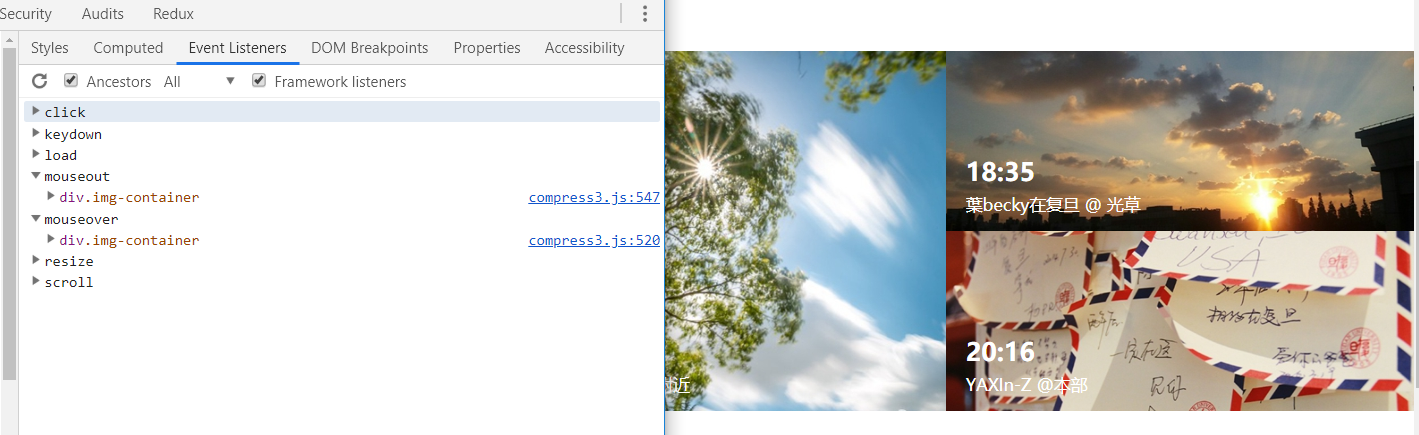 Security Audits Redux
Styles Computed Event Listeners DOM Breakpoints Properties Accessibility
Ancestors All Framework listeners
click
keydown
load
mouseout
div.img-container compress3.js:547
mouseover
div.img-container compress3.js:520
resize
scroll
18:35
葉becky在复旦 @ 光草
USA
20:16
YAXIn-Z @本部
近